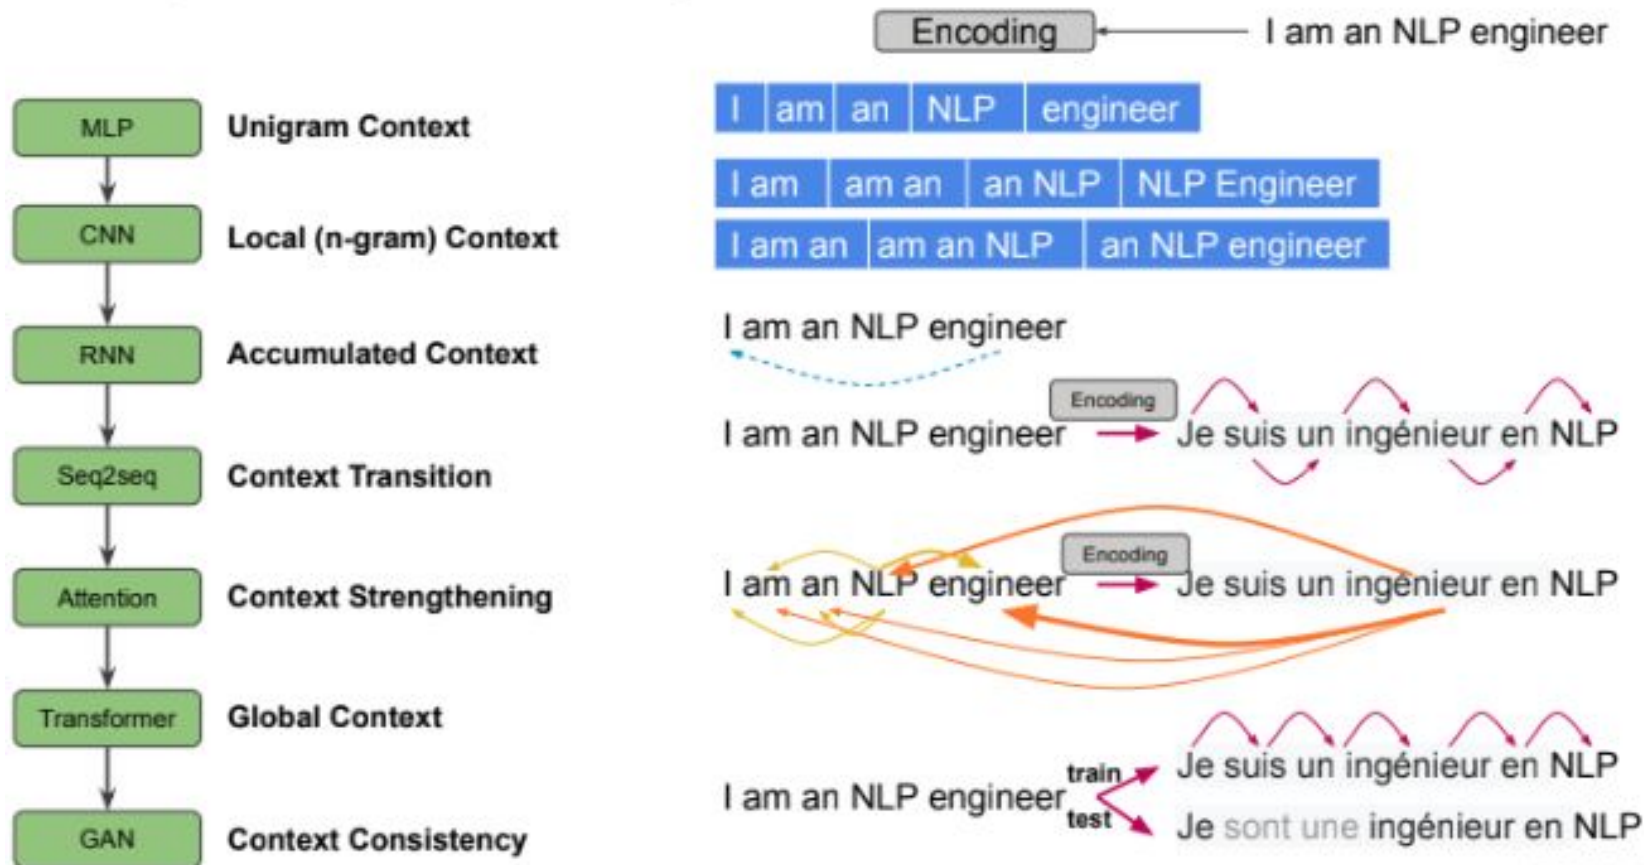 Encoding I am an NLP engineer
MLP Unigram Context I am an NLP engineer
I am am an an NLP NLP Engineer
CNN Local (n-gram) Context I am an am an NLP an NLP engineer
I am an NLP engineer
RNN Accumulated Context
Encoding
I am an NLP engineer Je suis un ingénieur en NLP
Seq2seq Context Transition
Encoding
I am an NLP engineer Je suis un ingénieur en NLP
Attention Context Strengthening
Transformer Global Context
train Je suis un ingénieur en NLP
I am an NLP engineer
test Je sont une ingénieur en NLP
GAN Context Consistency